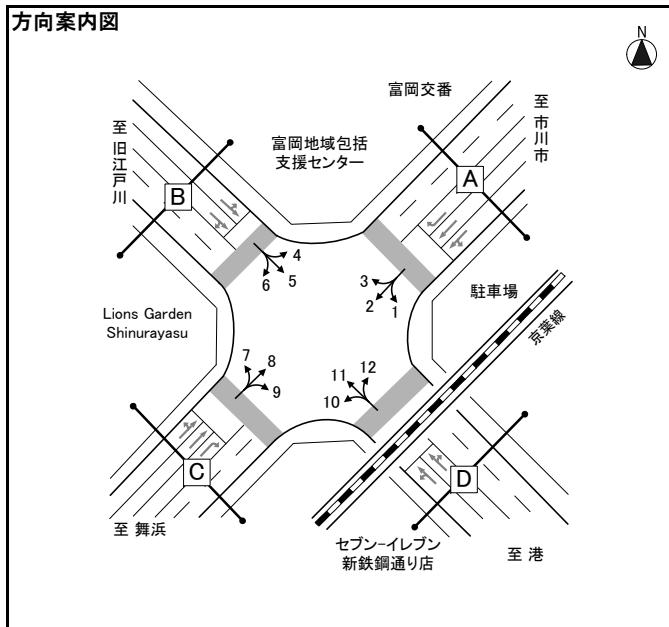 方向案内図
N
富岡交番
至 市川市
富岡地域包括
支援センター
至 旧江戸川
A
B
4
6
5
3
2
1
駐車場
京葉線
Lions Garden
Shinurayasu
7
8
9
11
12
10
C
D
至 舞浜
セブン-イレブン
新鉄鋼通り店
至 港